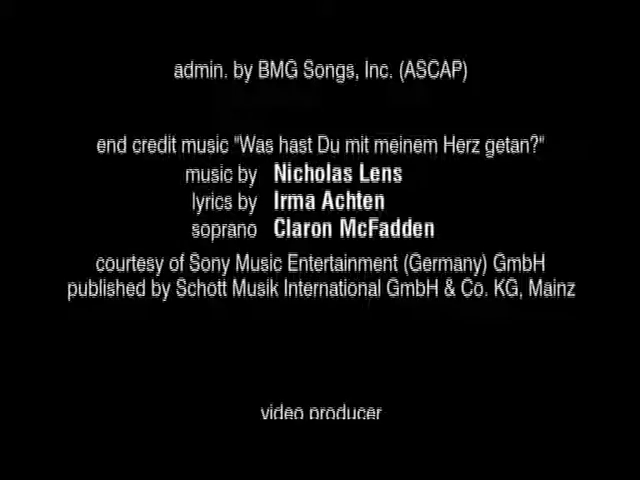 admin. by BMG Songs, Inc. (ASCAP)
end credit music "Was hast Du mit meinem Herz getan?"
music by Nicholas Lens
lyrics by Irma Achten
soprano Claron McFadden
courtesy of Sony Music Entertainment (Germany) GmbH
published by Schott Musik International GmbH & Co. KG, Mainz
video producer